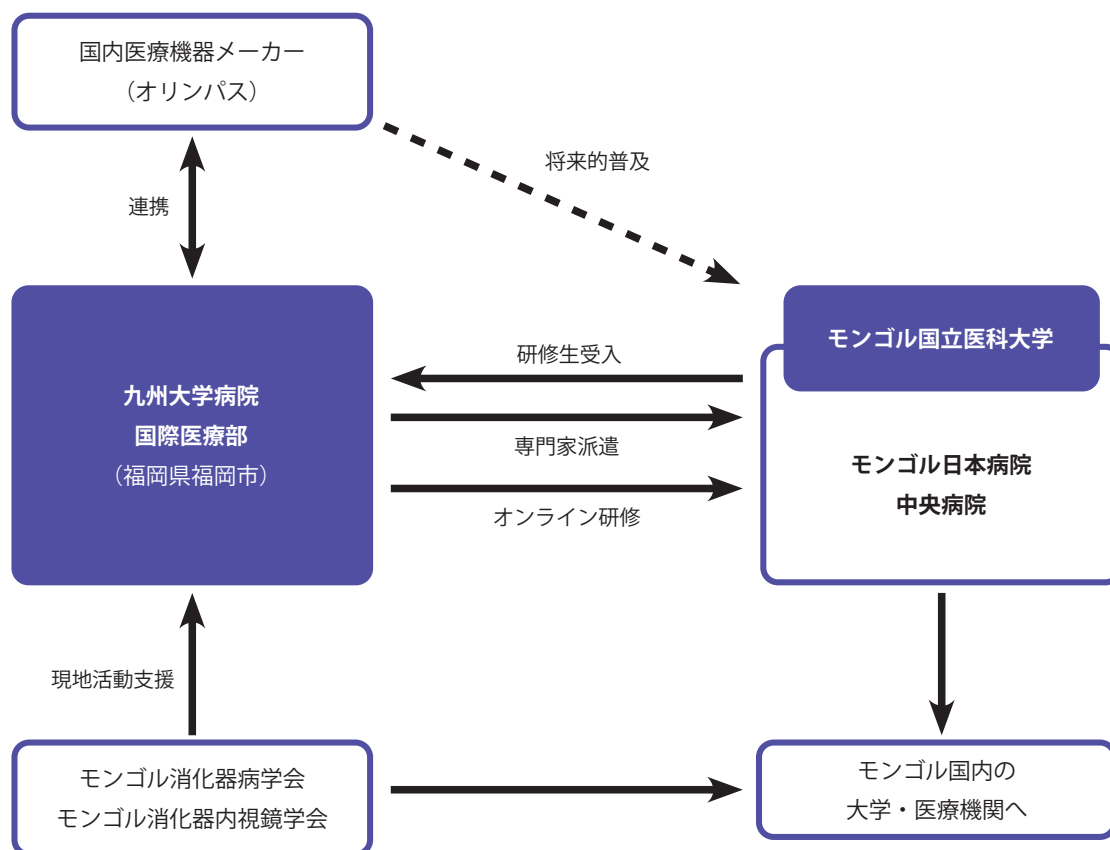 国内医療機器メーカー
（オリンパス）
将来的普及
連携
モンゴル国立医科大学
研修生受入
九州大学病院
国際医療部
（福岡県福岡市）
専門家派遣
モンゴル日本病院
中央病院
オンライン研修
現地活動支援
モンゴル消化器病学会
モンゴル消化器内視鏡学会
モンゴル国内の
大学・医療機関へ